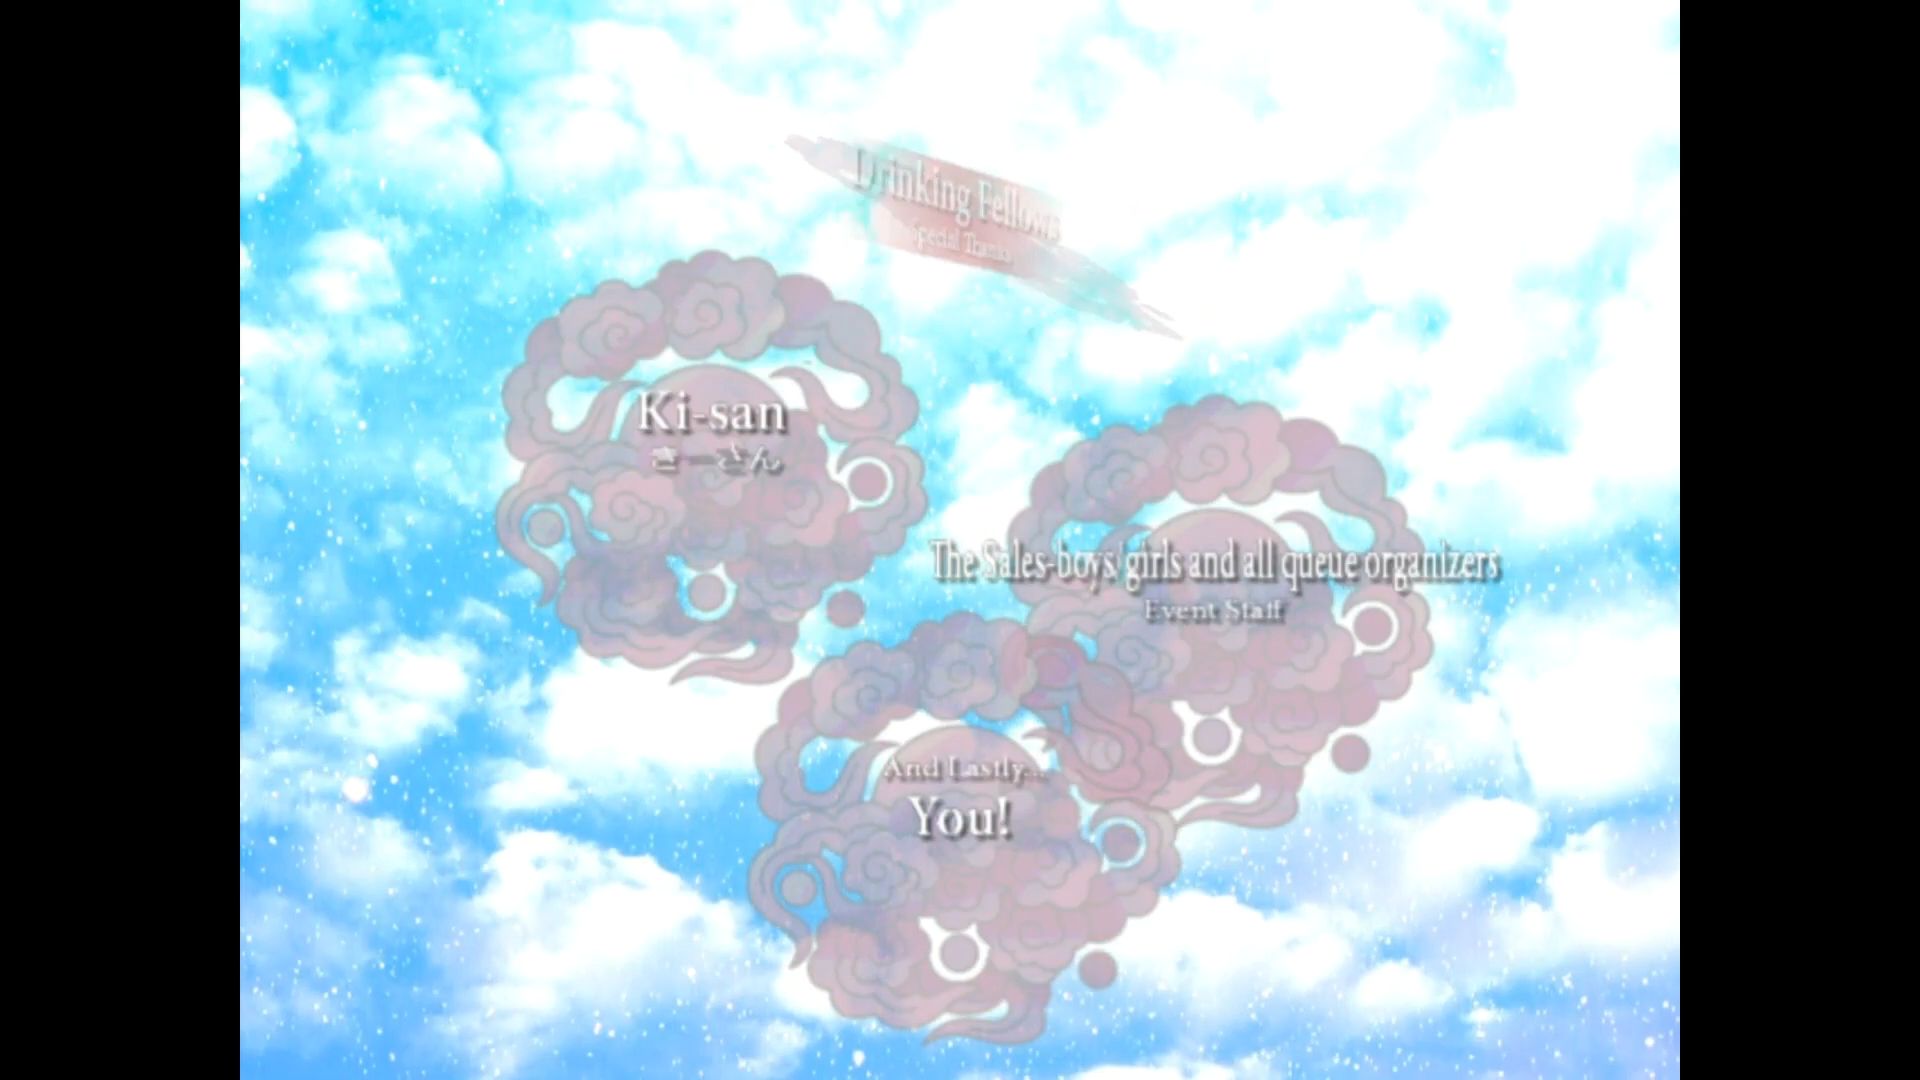 Drinking Fellows
Special Thanks
Ki-san
きーさん
The Sales-boys/girls and all queue organizers
Event Staff
And Lastly...
You!